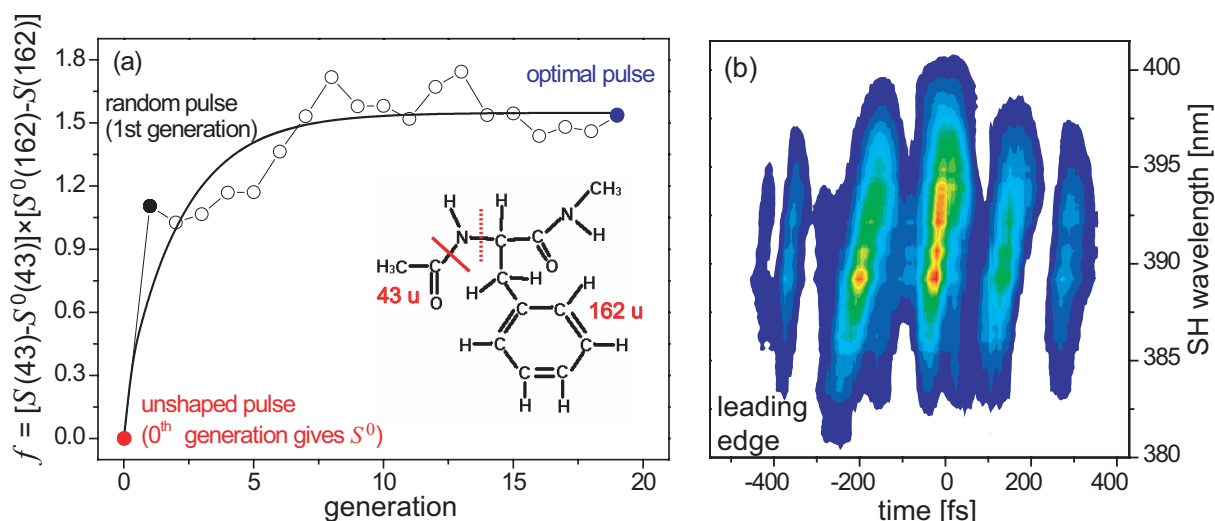 f = [S(43)-S⁰(43)]×[S⁰(162)-S(162)]
1.8
1.5
1.2
0.9
0.6
0.3
0.0
(a)
optimal pulse
random pulse
(1st generation)
unshaped pulse
(0ᵗʰ generation gives S⁰)
CH₃
H
H
N
N
H
C
C
H₃C
C
O
43 u
O
H
C
H
H
162 u
C
C
H
C
C
H
C
C
H
H
0
5
10
15
20
generation
(b)
leading
edge
400
395
390
385
380
SH wavelength [nm]
-400
-200
0
200
400
time [fs]